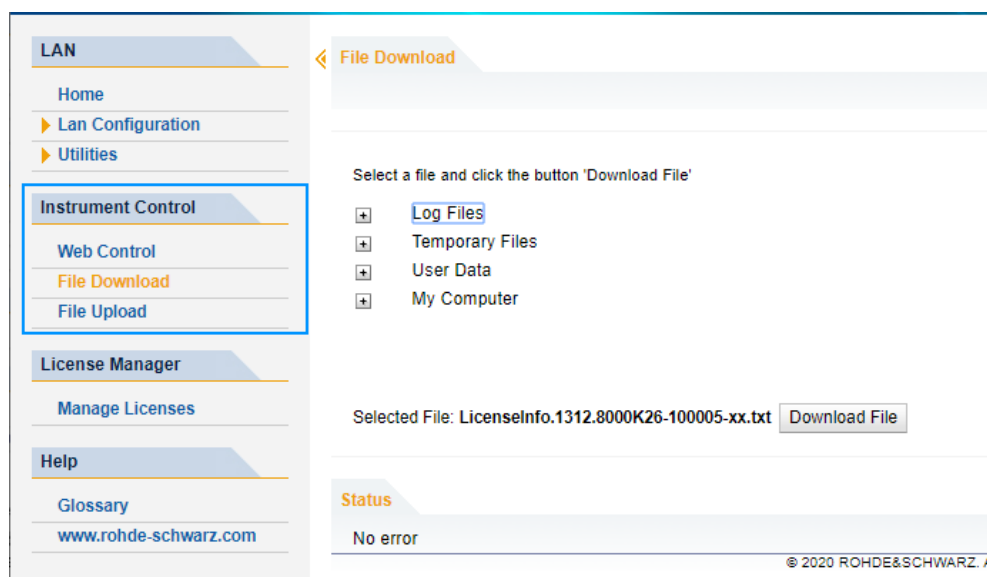 LAN
Home
Lan Configuration
Utilities
Instrument Control
Web Control
File Download
File Upload
License Manager
Manage Licenses
Help
Glossary
www.rohde-schwarz.com
File Download
Select a file and click the button 'Download File'
Log Files
Temporary Files
User Data
My Computer
Selected File: LicenseInfo.1312.8000K26-100005-xx.txt Download File
Status
No error
© 2020 ROHDE&SCHWARZ.